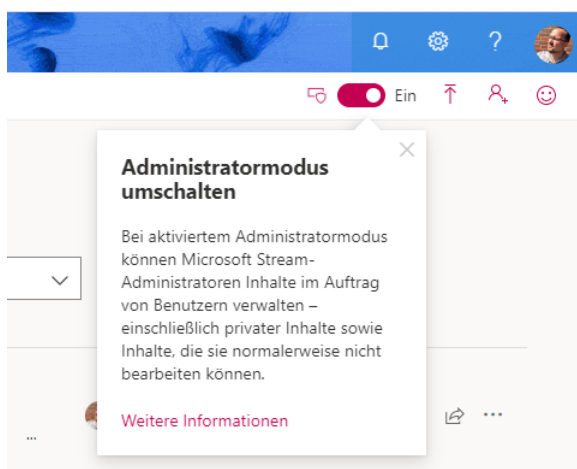 ?
Ein
Administratormodus
umschalten
Bei aktiviertem Administratormodus
können Microsoft Stream-
Administratoren Inhalte im Auftrag
von Benutzern verwalten –
einschließlich privater Inhalte sowie
Inhalte, die sie normalerweise nicht
bearbeiten können.
Weitere Informationen
...